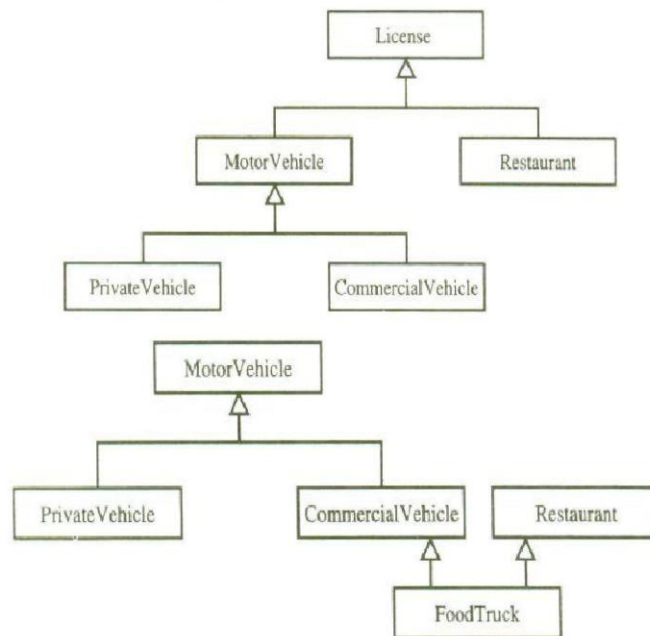 License
MotorVehicle
Restaurant
PrivateVehicle
CommercialVehicle
MotorVehicle
PrivateVehicle
CommercialVehicle
Restaurant
FoodTruck